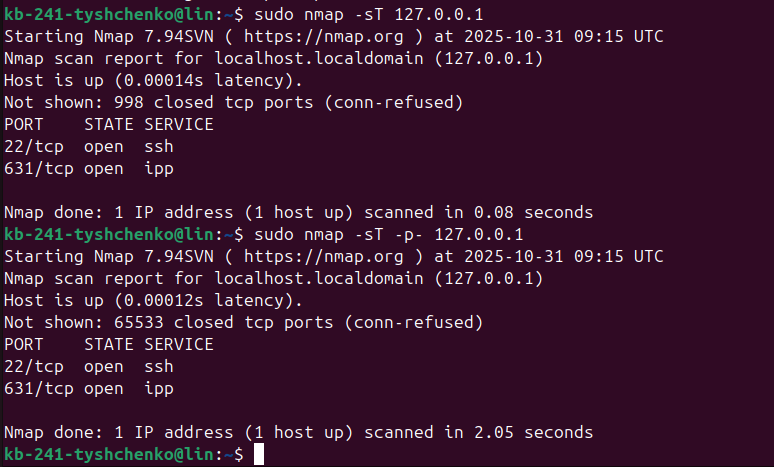 kb-241-tyshchenko@lin:~$ sudo nmap -sT 127.0.0.1
Starting Nmap 7.94SVN ( https://nmap.org ) at 2025-10-31 09:15 UTC
Nmap scan report for localhost.localdomain (127.0.0.1)
Host is up (0.00014s latency).
Not shown: 998 closed tcp ports (conn-refused)
PORT    STATE SERVICE
22/tcp  open  ssh
631/tcp open  ipp

Nmap done: 1 IP address (1 host up) scanned in 0.08 seconds
kb-241-tyshchenko@lin:~$ sudo nmap -sT -p- 127.0.0.1
Starting Nmap 7.94SVN ( https://nmap.org ) at 2025-10-31 09:15 UTC
Nmap scan report for localhost.localdomain (127.0.0.1)
Host is up (0.00012s latency).
Not shown: 65533 closed tcp ports (conn-refused)
PORT    STATE SERVICE
22/tcp  open  ssh
631/tcp open  ipp

Nmap done: 1 IP address (1 host up) scanned in 2.05 seconds
kb-241-tyshchenko@lin:~$